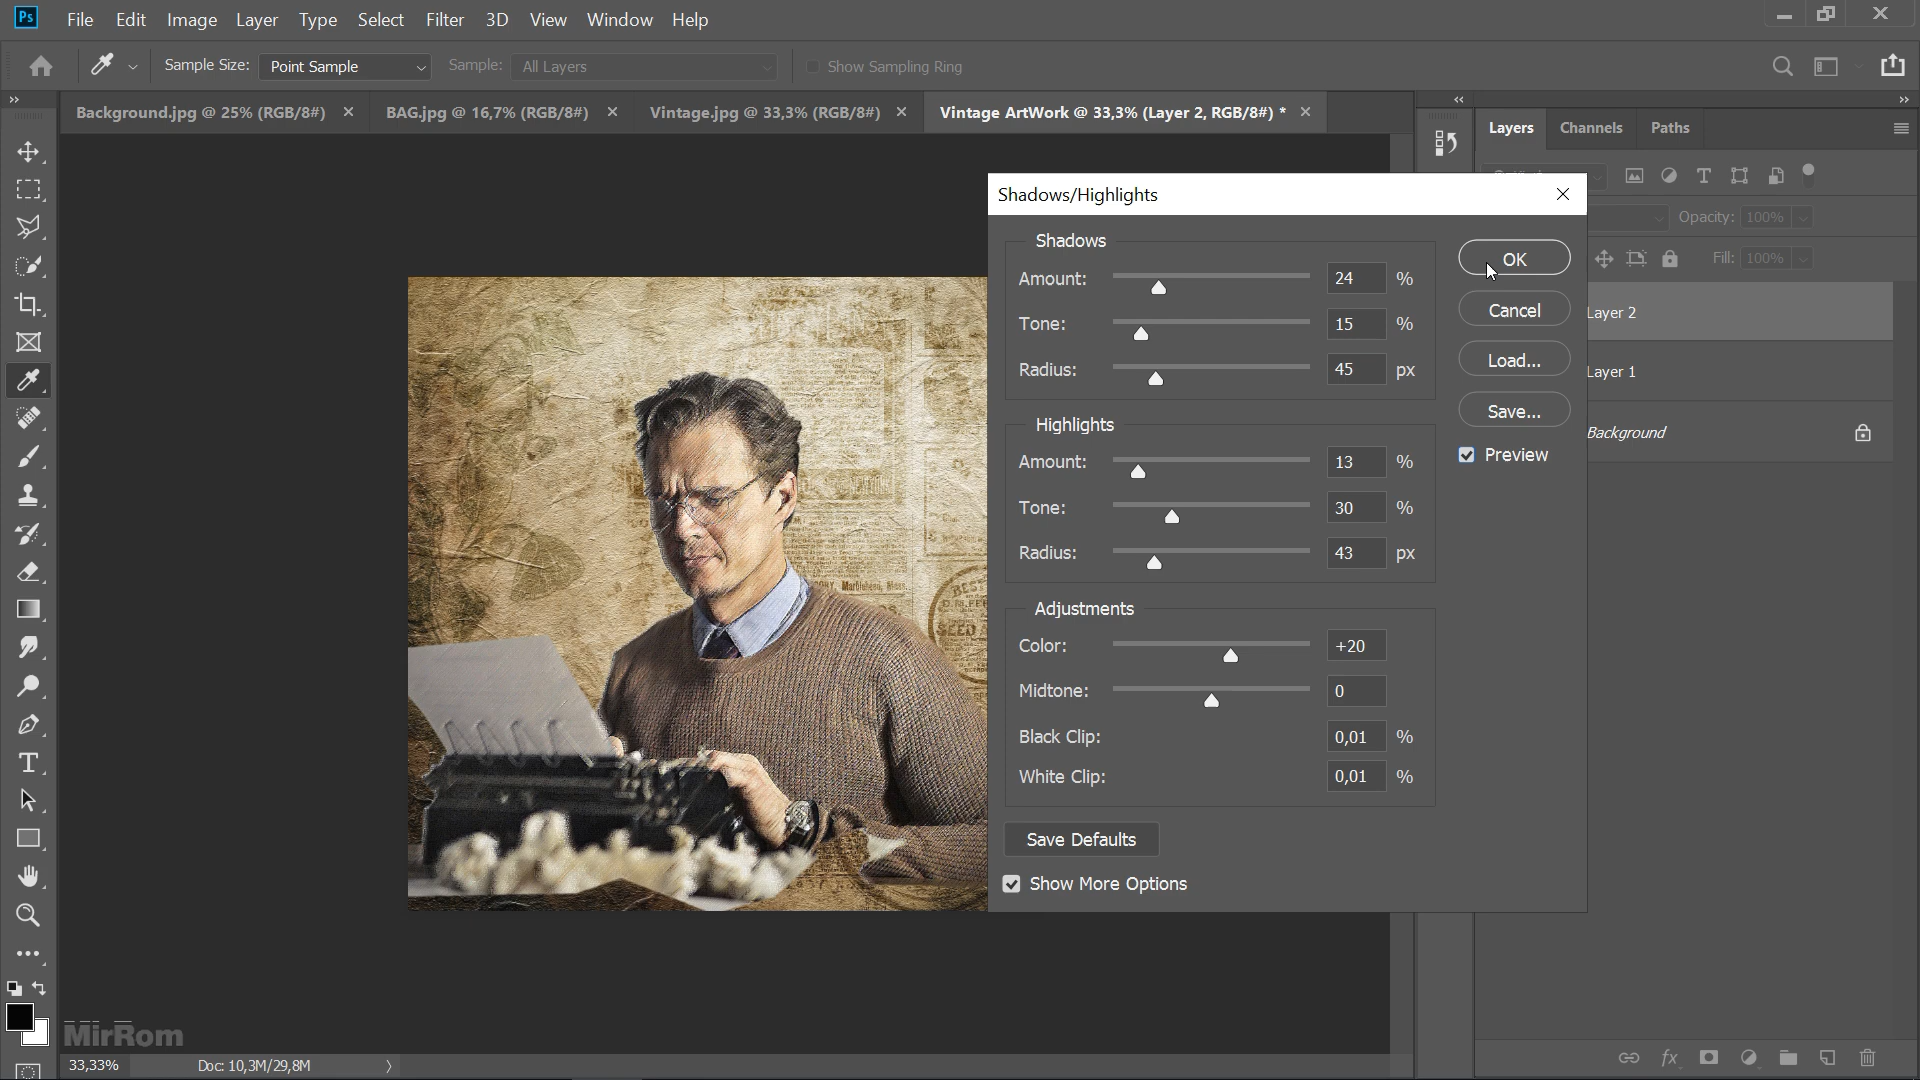 Ps File Edit Image Layer Type Select Filter 3D View Window Help
Sample Size: Point Sample Sample: All Layers Show Sampling Ring
Background.jpg @ 25% (RGB/8#) BAG.jpg @ 16,7% (RGB/8#) Vintage.jpg @ 33,3% (RGB/8#) Vintage ArtWork @ 33,3% (Layer 2, RGB/8#) *
Layers Channels Paths
Opacity: 100%
Fill: 100%
Layer 2
Layer 1
Background
Shadows/Highlights
Shadows
Amount: 24 %
Tone: 15 %
Radius: 45 px
Highlights
Amount: 13 %
Tone: 30 %
Radius: 43 px
Adjustments
Color: +20
Midtone: 0
Black Clip: 0,01 %
White Clip: 0,01 %
Save Defaults
Show More Options
OK
Cancel
Load...
Save...
Preview
Marblehead, Mass.
BEST
SEED
MirRom
33,33% Doc: 10,3M/29,8M